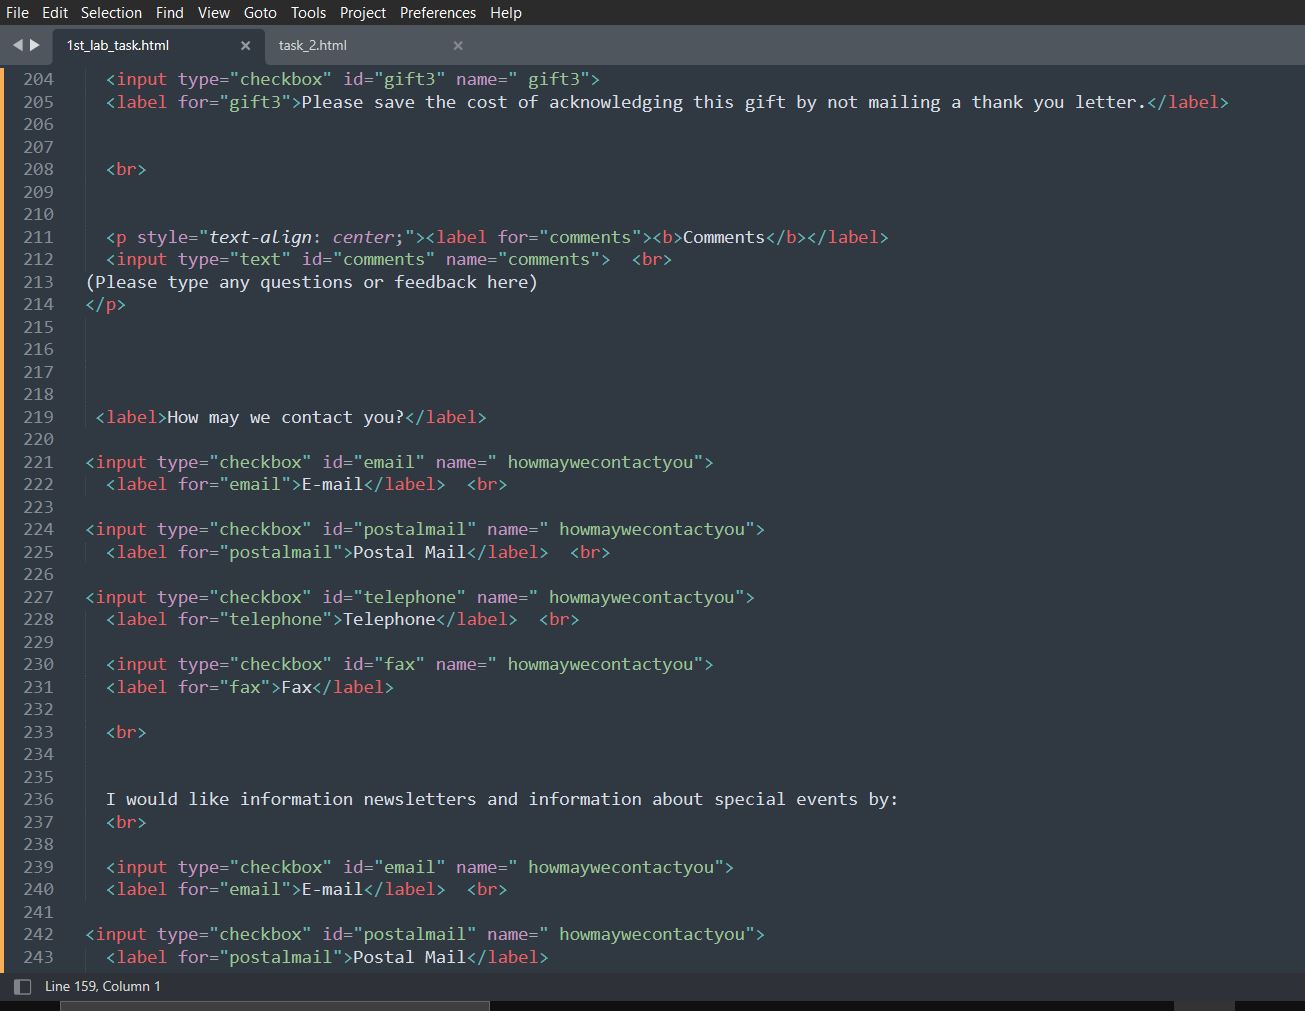 File Edit Selection Find View Goto Tools Project Preferences Help
1st_lab_task.html × task_2.html ×
204 <input type="checkbox" id="gift3" name=" gift3">
205 <label for="gift3">Please save the cost of acknowledging this gift by not mailing a thank you letter.</label>
206
207
208 <br>
209
210
211 <p style="text-align: center;"><label for="comments"><b>Comments</b></label>
212 <input type="text" id="comments" name="comments">  <br>
213 (Please type any questions or feedback here)
214 </p>
215
216
217
218
219 <label>How may we contact you?</label>
220
221 <input type="checkbox" id="email" name=" howmaywecontactyou">
222 <label for="email">E-mail</label>  <br>
223
224 <input type="checkbox" id="postalmail" name=" howmaywecontactyou">
225 <label for="postalmail">Postal Mail</label>  <br>
226
227 <input type="checkbox" id="telephone" name=" howmaywecontactyou">
228 <label for="telephone">Telephone</label>  <br>
229
230 <input type="checkbox" id="fax" name=" howmaywecontactyou">
231 <label for="fax">Fax</label>
232
233 <br>
234
235
236 I would like information newsletters and information about special events by:
237 <br>
238
239 <input type="checkbox" id="email" name=" howmaywecontactyou">
240 <label for="email">E-mail</label>  <br>
241
242 <input type="checkbox" id="postalmail" name=" howmaywecontactyou">
243 <label for="postalmail">Postal Mail</label>
Line 159, Column 1